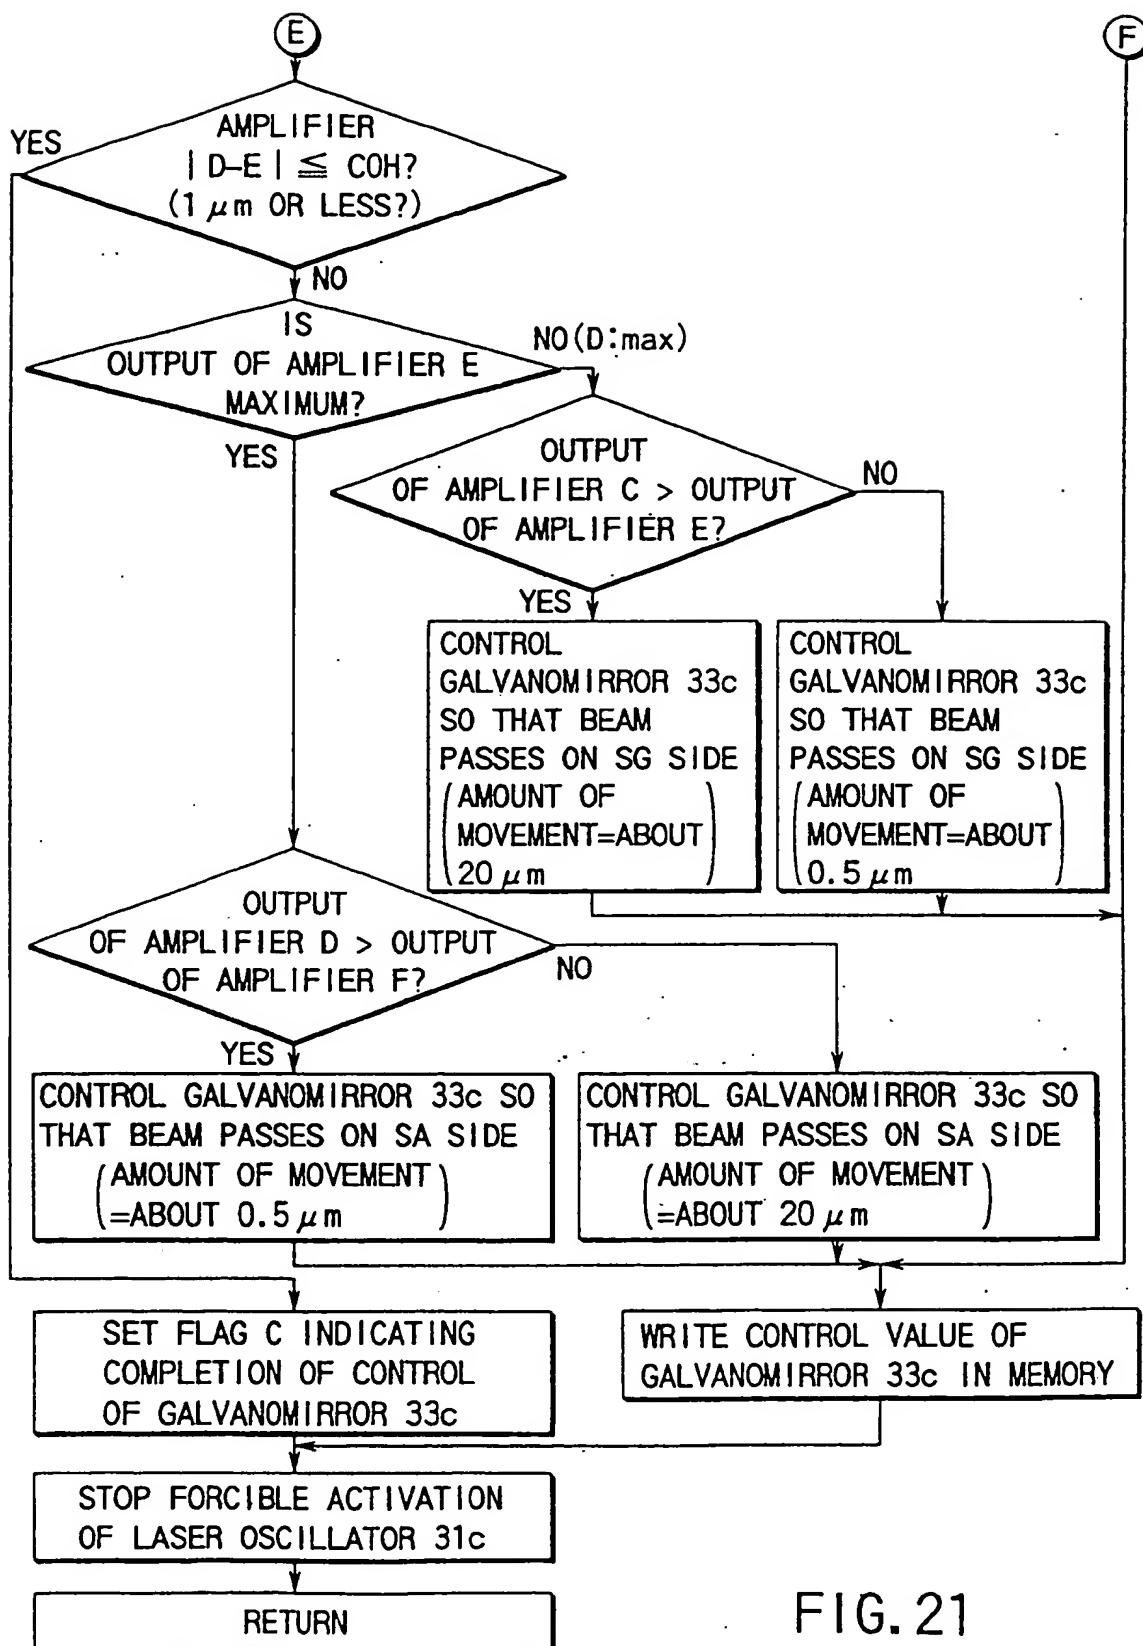 E
F
AMPLIFIER
| D-E | ≦ C0H?
(1 μm OR LESS?)
YES
NO
IS
OUTPUT OF AMPLIFIER E
MAXIMUM?
NO(D:max)
YES
OUTPUT
OF AMPLIFIER C > OUTPUT
OF AMPLIFIER E?
NO
YES
CONTROL
GALVANOMIRROR 33c
SO THAT BEAM
PASSES ON SG SIDE
(AMOUNT OF
MOVEMENT=ABOUT
20 μm)
CONTROL
GALVANOMIRROR 33c
SO THAT BEAM
PASSES ON SG SIDE
(AMOUNT OF
MOVEMENT=ABOUT
0.5 μm)
OUTPUT
OF AMPLIFIER D > OUTPUT
OF AMPLIFIER F?
NO
YES
CONTROL GALVANOMIRROR 33c SO
THAT BEAM PASSES ON SA SIDE
(AMOUNT OF MOVEMENT
=ABOUT 0.5 μm)
CONTROL GALVANOMIRROR 33c SO
THAT BEAM PASSES ON SA SIDE
(AMOUNT OF MOVEMENT
=ABOUT 20 μm)
SET FLAG C INDICATING
COMPLETION OF CONTROL
OF GALVANOMIRROR 33c
WRITE CONTROL VALUE OF
GALVANOMIRROR 33c IN MEMORY
STOP FORCIBLE ACTIVATION
OF LASER OSCILLATOR 31c
RETURN
FIG. 21